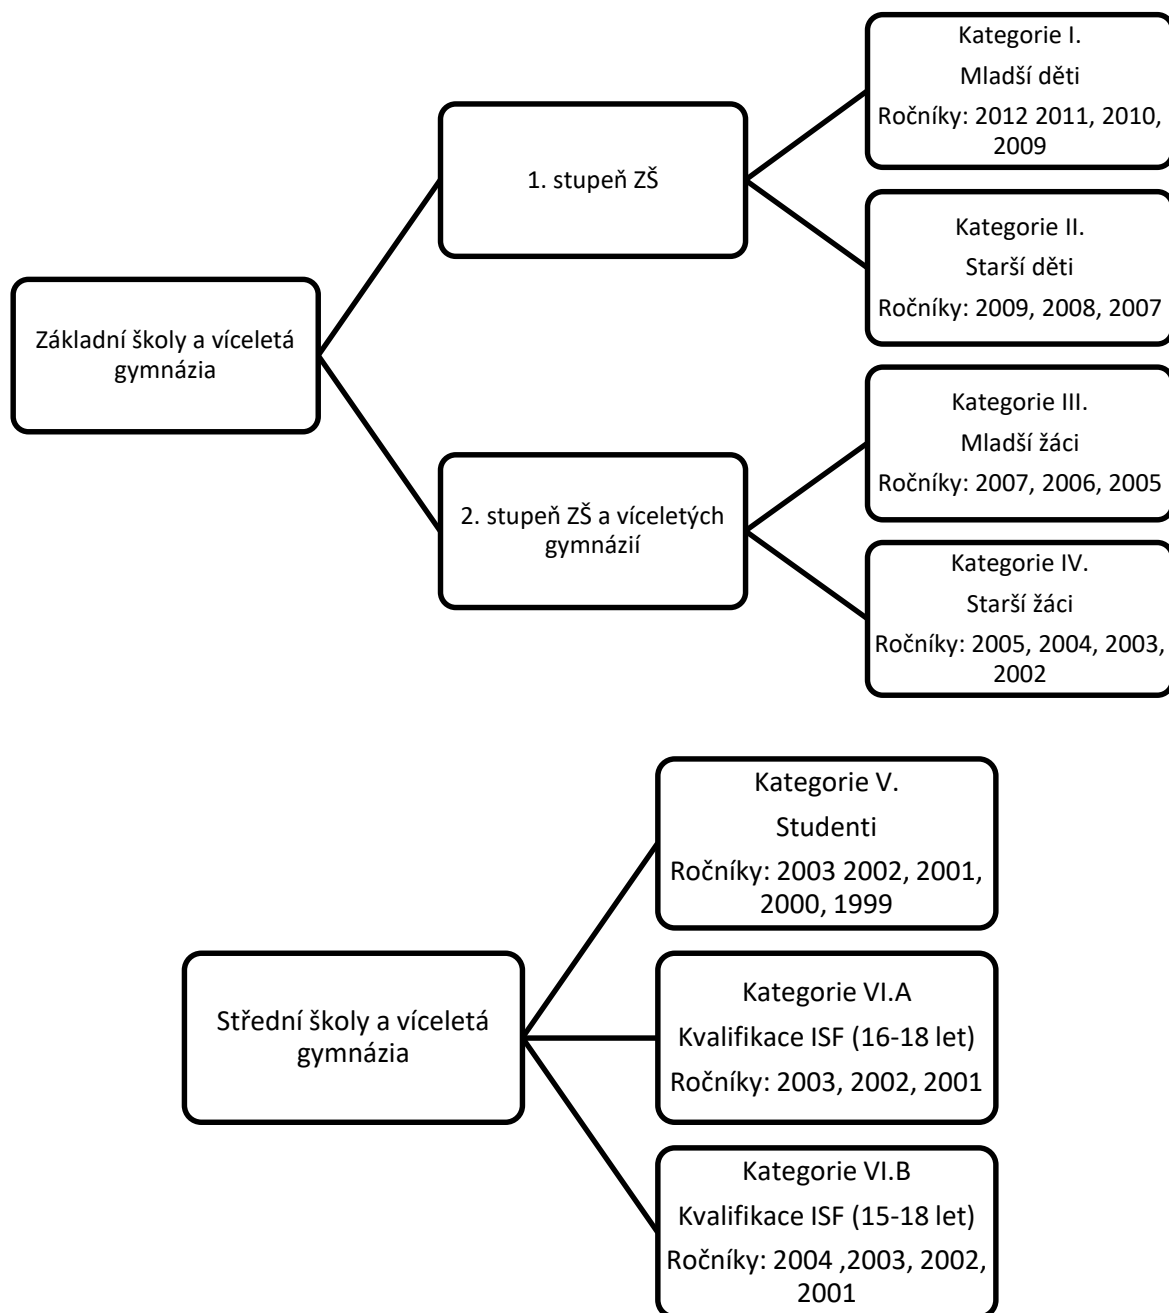 Základní školy a víceletá
gymnázia
1. stupeň ZŠ
Kategorie I.
Mladší děti
Ročníky: 2012 2011, 2010,
2009
Kategorie II.
Starší děti
Ročníky: 2009, 2008, 2007
2. stupeň ZŠ a víceletých
gymnázií
Kategorie III.
Mladší žáci
Ročníky: 2007, 2006, 2005
Kategorie IV.
Starší žáci
Ročníky: 2005, 2004, 2003,
2002
Střední školy a víceletá
gymnázia
Kategorie V.
Studenti
Ročníky: 2003 2002, 2001,
2000, 1999
Kategorie VI.A
Kvalifikace ISF (16-18 let)
Ročníky: 2003, 2002, 2001
Kategorie VI.B
Kvalifikace ISF (15-18 let)
Ročníky: 2004 ,2003, 2002,
2001